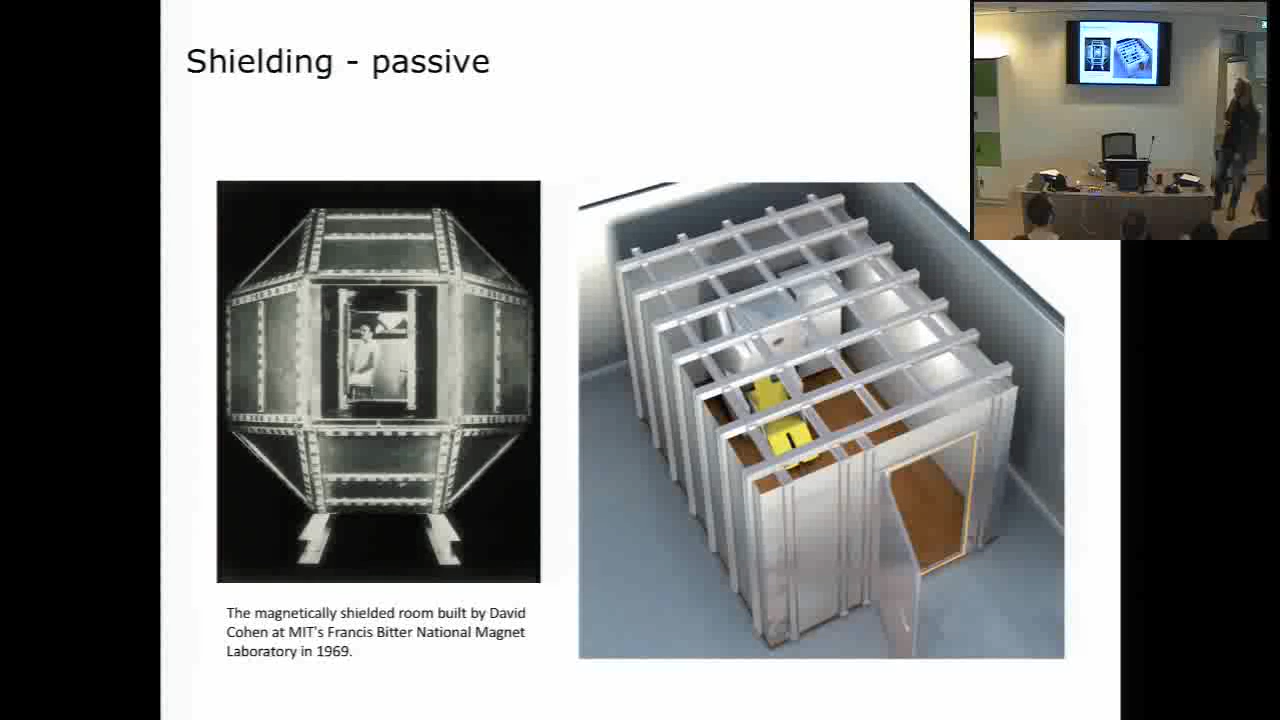 Shielding - passive
The magnetically shielded room built by David
Cohen at MIT's Francis Bitter National Magnet
Laboratory in 1969.